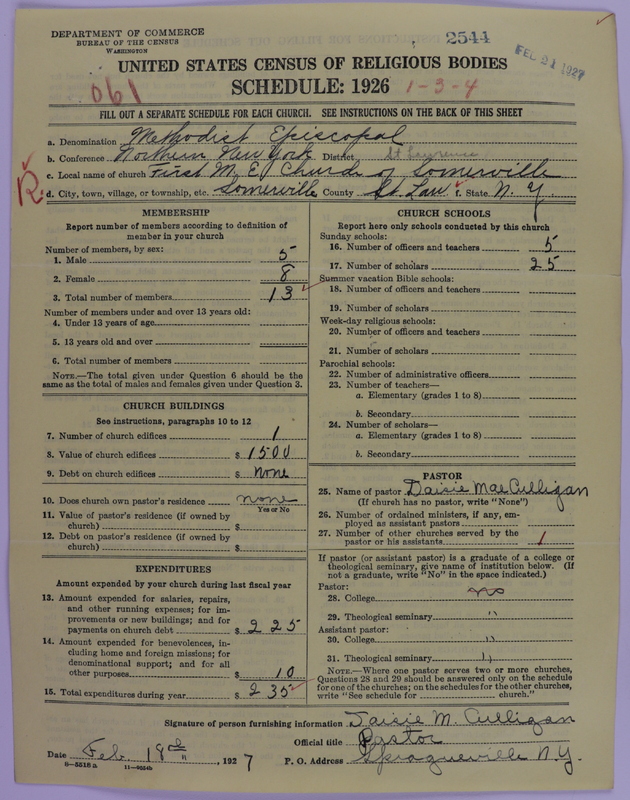 DEPARTMENT OF COMMERCE
BUREAU OF THE CENSUS
WASHINGTON
2544
FEB 21 1927
UNITED STATES CENSUS OF RELIGIOUS BODIES
061
SCHEDULE: 1926 1-3-4
FILL OUT A SEPARATE SCHEDULE FOR EACH CHURCH. SEE INSTRUCTIONS ON THE BACK OF THIS SHEET
a. Denomination Methodist Episcopal
b. Conference Northern New York District St Lawrence
c. Local name of church First M. E. Church of Somerville
R
d. City, town, village, or township, etc. Somerville County St. Law f. State N. Y.
MEMBERSHIP
Report number of members according to definition of
member in your church
Number of members, by sex:
1. Male 5
2. Female 8
3. Total number of members 13
Number of members under and over 13 years old:
4. Under 13 years of age
5. 13 years old and over
6. Total number of members
NOTE.—The total given under Question 6 should be the
same as the total of males and females given under Question 3.
CHURCH BUILDINGS
See instructions, paragraphs 10 to 12
7. Number of church edifices 1
8. Value of church edifices $ 1500
9. Debt on church edifices $ none
10. Does church own pastor's residence none
Yes or No
11. Value of pastor's residence (if owned by
church) $
12. Debt on pastor's residence (if owned by
church) $
EXPENDITURES
Amount expended by your church during last fiscal year
13. Amount expended for salaries, repairs,
and other running expenses; for im-
provements or new buildings; and for
payments on church debt $ 225
14. Amount expended for benevolences, in-
cluding home and foreign missions; for
denominational support; and for all
other purposes $ 10
15. Total expenditures during year $ 235
CHURCH SCHOOLS
Report here only schools conducted by this church
Sunday schools:
16. Number of officers and teachers 5
17. Number of scholars 25
Summer vacation Bible schools:
18. Number of officers and teachers
19. Number of scholars
Week-day religious schools:
20. Number of officers and teachers
21. Number of scholars
Parochial schools:
22. Number of administrative officers
23. Number of teachers—
a. Elementary (grades 1 to 8)
b. Secondary
24. Number of scholars—
a. Elementary (grades 1 to 8)
b. Secondary
PASTOR
25. Name of pastor Daisie Mae Culligan
(If church has no pastor, write "None")
26. Number of ordained ministers, if any, em-
ployed as assistant pastors
27. Number of other churches served by the
pastor or his assistants 1
If pastor (or assistant pastor) is a graduate of a college or
theological seminary, give name of institution below. (If
not a graduate, write "No" in the space indicated.)
Pastor:
28. College no
29. Theological seminary "
Assistant pastor:
30. College "
31. Theological seminary "
NOTE.—Where one pastor serves two or more churches,
Questions 28 and 29 should be answered only on the schedule
for one of the churches; on the schedules for the other churches,
write "See schedule for ____ church."
Signature of person furnishing information Daisie M. Culligan
Official title Pastor
Date Feb. 18th, 1927 P. O. Address Spragueville N.Y.
8-5518 a 11-9554b